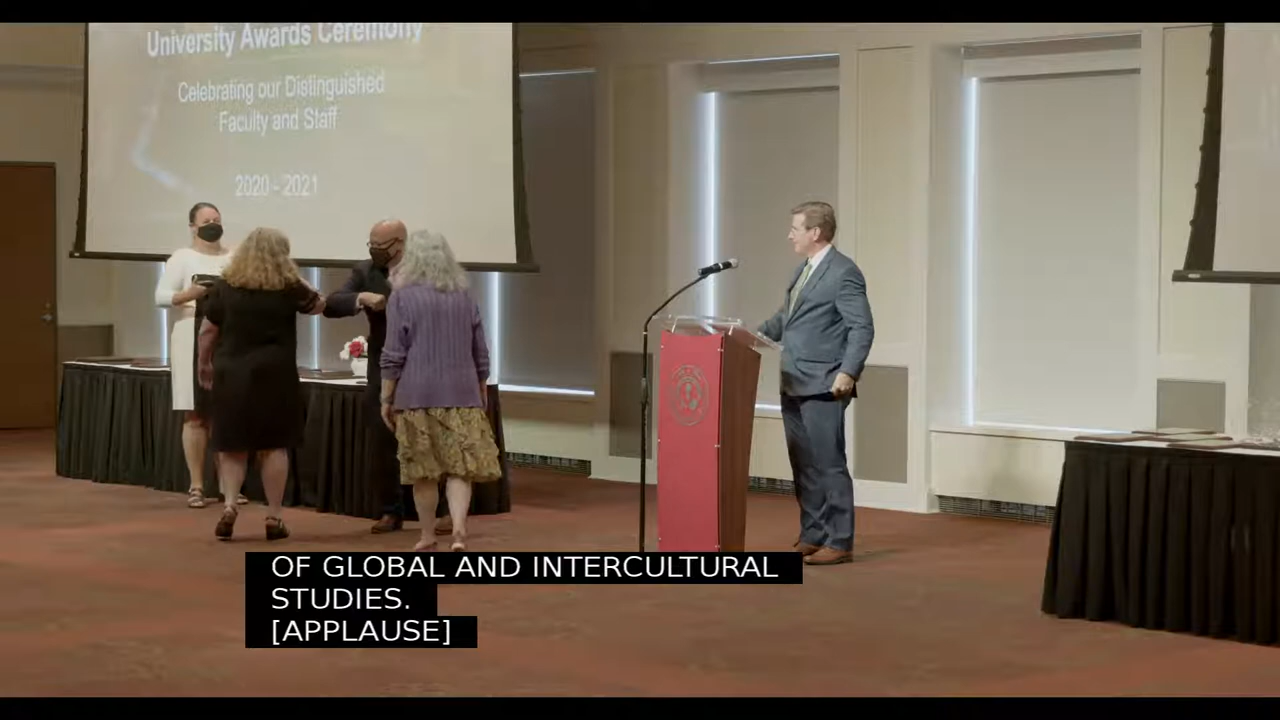 University Awards Ceremony
Celebrating our Distinguished
Faculty and Staff
2020 - 2021
OF GLOBAL AND INTERCULTURAL
STUDIES.
[APPLAUSE]